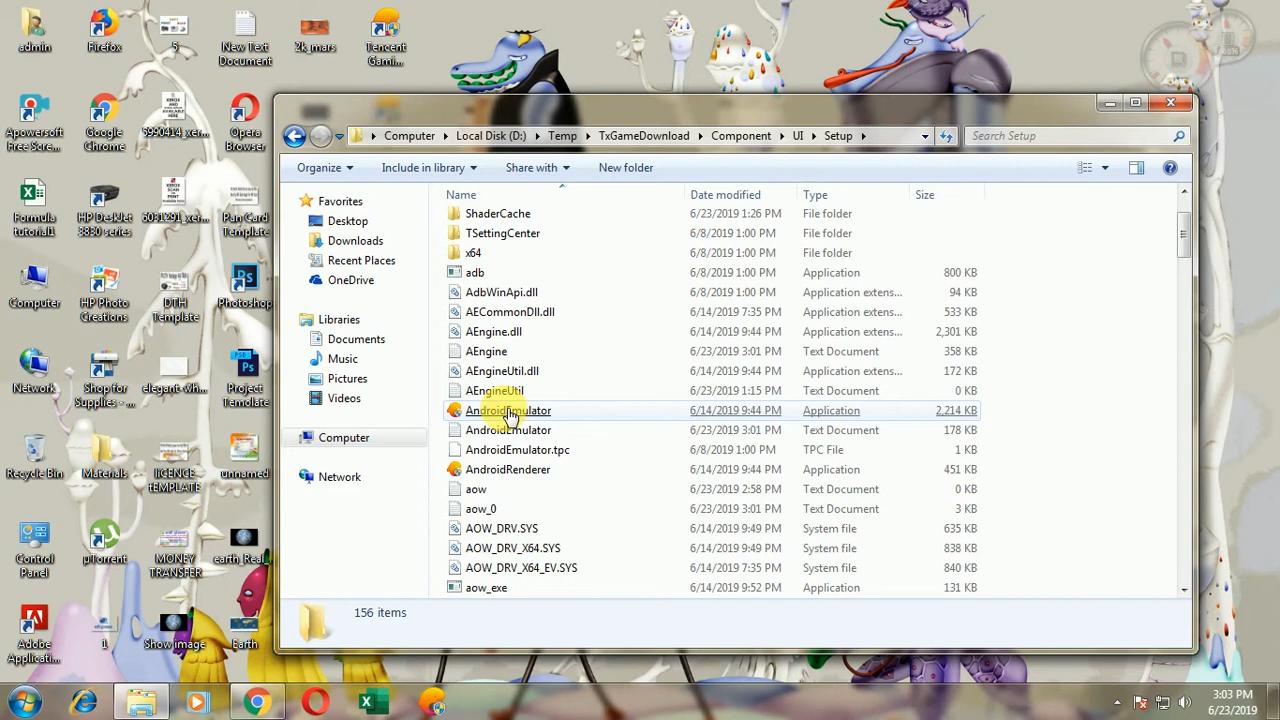 admin
Firefox
5
New Text
Document
2k_mars
Tencent
Gami...
Apowersoft
Free Scree...
Google
Chrome
5990414_xer...
Opera
Browser
Formula
tutorial1
HP DeskJet
3830 series
6031291_xer...
Pan Card
Template
Computer
HP Photo
Creations
DTH
Template
Photoshop
Network
Shop for
Supplies - ...
elegant-wh...
Project
Template
Recycle Bin
Materials
lICENCE
tEMPLATE
unnamed
Control
Panel
µTorrent
MONEY
TRANSFER
earth_Real_...
Adobe
Applicati...
1
Show image
Earth
Computer
Local Disk (D:)
Temp
TxGameDownload
Component
UI
Setup
Search Setup
Organize
Include in library
Share with
New folder
Favorites
Desktop
Downloads
Recent Places
OneDrive
Libraries
Documents
Music
Pictures
Videos
Computer
Network
Name Date modified Type Size
ShaderCache 6/23/2019 1:26 PM File folder
TSettingCenter 6/8/2019 1:00 PM File folder
x64 6/8/2019 1:00 PM File folder
adb 6/8/2019 1:00 PM Application 800 KB
AdbWinApi.dll 6/8/2019 1:00 PM Application extens... 94 KB
AECommonDll.dll 6/14/2019 7:35 PM Application extens... 533 KB
AEngine.dll 6/14/2019 9:44 PM Application extens... 2,301 KB
AEngine 6/23/2019 3:01 PM Text Document 358 KB
AEngineUtil.dll 6/14/2019 9:44 PM Application extens... 172 KB
AEngineUtil 6/23/2019 1:15 PM Text Document 0 KB
AndroidEmulator 6/14/2019 9:44 PM Application 2,214 KB
AndroidEmulator 6/23/2019 3:01 PM Text Document 178 KB
AndroidEmulator.tpc 6/8/2019 1:00 PM TPC File 1 KB
AndroidRenderer 6/14/2019 9:44 PM Application 451 KB
aow 6/23/2019 2:58 PM Text Document 0 KB
aow_0 6/23/2019 3:01 PM Text Document 3 KB
AOW_DRV.SYS 6/14/2019 9:49 PM System file 635 KB
AOW_DRV_X64.SYS 6/14/2019 9:49 PM System file 838 KB
AOW_DRV_X64_EV.SYS 6/14/2019 7:35 PM System file 840 KB
aow_exe 6/14/2019 9:52 PM Application 131 KB
156 items
3:03 PM
6/23/2019